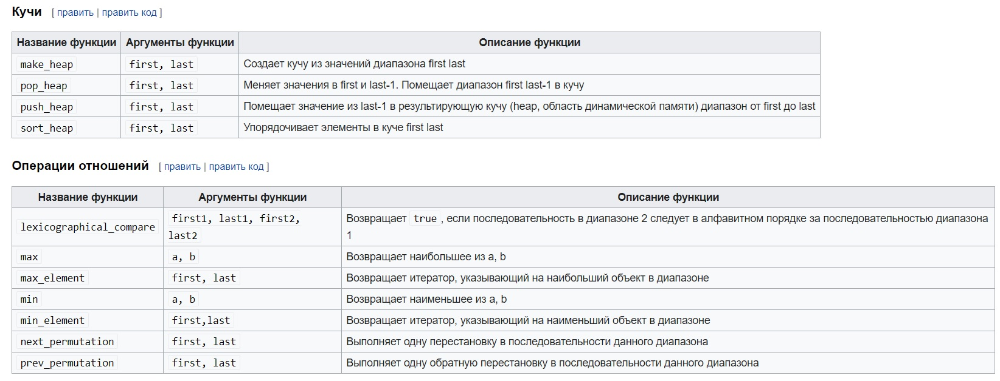 Кучи [ править | править код ]
Название функции Аргументы функции Описание функции
make_heap first, last Создает кучу из значений диапазона first last
pop_heap first, last Меняет значения в first и last-1. Помещает диапазон first last-1 в кучу
push_heap first, last Помещает значение из last-1 в результирующую кучу (heap, область динамической памяти) диапазон от first до last
sort_heap first, last Упорядочивает элементы в куче first last
Операции отношений [ править | править код ]
Название функции Аргументы функции Описание функции
lexicographical_compare first1, last1, first2, last2 Возвращает true , если последовательность в диапазоне 2 следует в алфавитном порядке за последовательностью диапазона 1
max a, b Возвращает наибольшее из a, b
max_element first, last Возвращает итератор, указывающий на наибольший объект в диапазоне
min a, b Возвращает наименьшее из a, b
min_element first,last Возвращает итератор, указывающий на наименьший объект в диапазоне
next_permutation first, last Выполняет одну перестановку в последовательности данного диапазона
prev_permutation first, last Выполняет одну обратную перестановку в последовательности данного диапазона